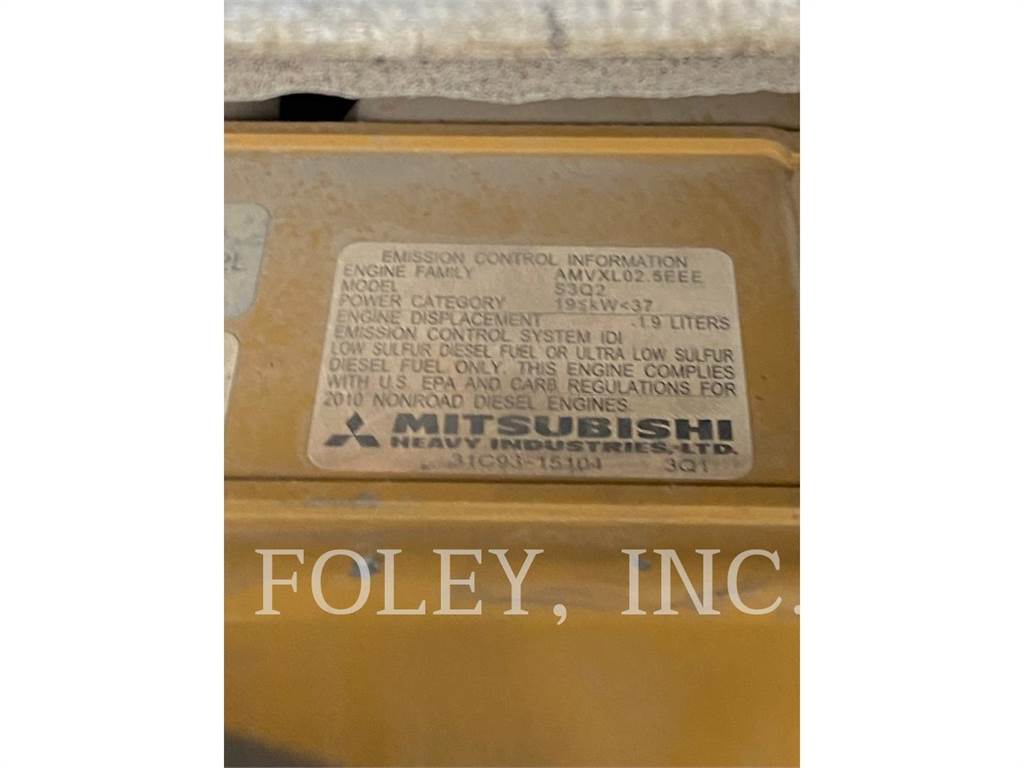 EMISSION CONTROL INFORMATION
ENGINE FAMILY AMVXL02.5EEE
MODEL S3Q2
POWER CATEGORY 19≤kW<37
ENGINE DISPLACEMENT 1.9 LITERS
EMISSION CONTROL SYSTEM IDI
LOW SULFUR DIESEL FUEL OR ULTRA LOW SULFUR
DIESEL FUEL ONLY. THIS ENGINE COMPLIES
WITH U.S. EPA AND CARB REGULATIONS FOR
2010 NONROAD DIESEL ENGINES
MITSUBISHI
HEAVY INDUSTRIES, LTD.
31C93-15104 3Q1
FOLEY, INC.